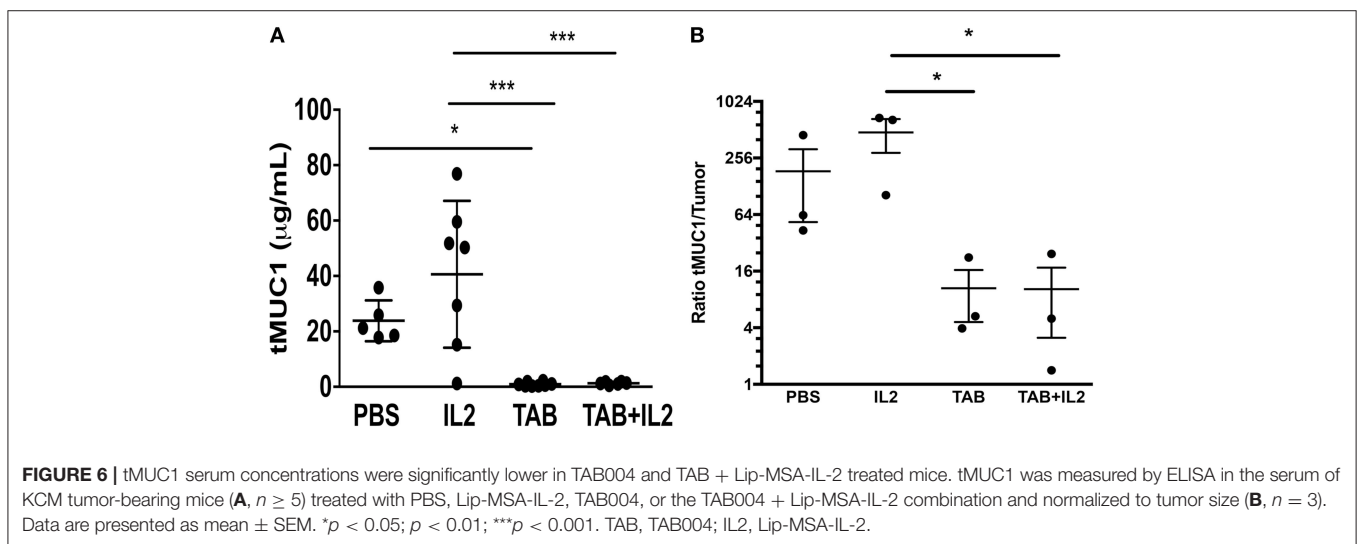 A
B
***
*
***
*
*
100
80
60
40
20
0
tMUC1 (µg/mL)
PBS IL2 TAB TAB+IL2
1024
256
64
16
4
1
Ratio tMUC1/Tumor
PBS IL2 TAB TAB+IL2
FIGURE 6 | tMUC1 serum concentrations were significantly lower in TAB004 and TAB + Lip-MSA-IL-2 treated mice. tMUC1 was measured by ELISA in the serum of
KCM tumor-bearing mice (A, n ≥ 5) treated with PBS, Lip-MSA-IL-2, TAB004, or the TAB004 + Lip-MSA-IL-2 combination and normalized to tumor size (B, n = 3).
Data are presented as mean ± SEM. *p < 0.05; p < 0.01; ***p < 0.001. TAB, TAB004; IL2, Lip-MSA-IL-2.